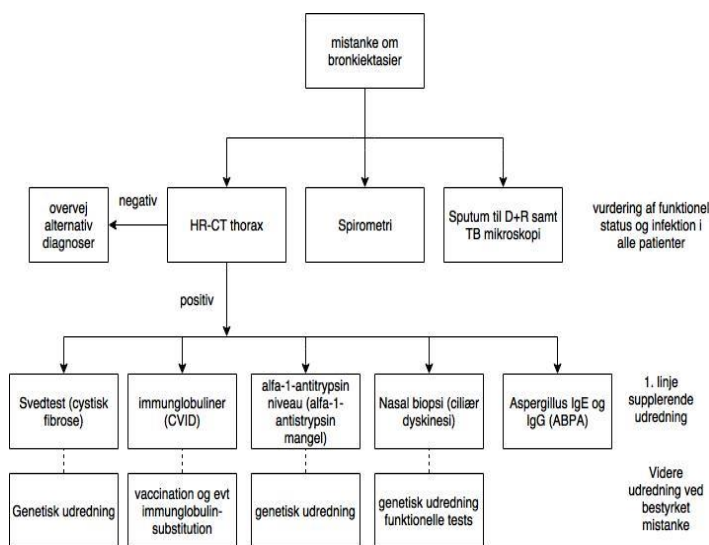 mistanke om
bronkiektasier
overvej
alternativ
diagnoser
negativ
HR-CT thorax
Spirometri
Sputum til D+R samt
TB mikroskopi
vurdering af funktionel
status og infektion i
alle patienter
positiv
Svedtest (cystisk
fibrose)
immunglobuliner
(CVID)
alfa-1-antitrypsin
niveau (alfa-1-
antistrypsin
mangel)
Nasal biopsi (ciliær
dyskinesi)
Aspergillus IgE og
IgG (ABPA)
1. linje
supplerende
udredning
Genetisk udredning
vaccination og evt
immunglobulin-
substitution
genetisk udredning
genetisk udredning
funktionelle tests
Videre
udredning ved
bestyrket
mistanke